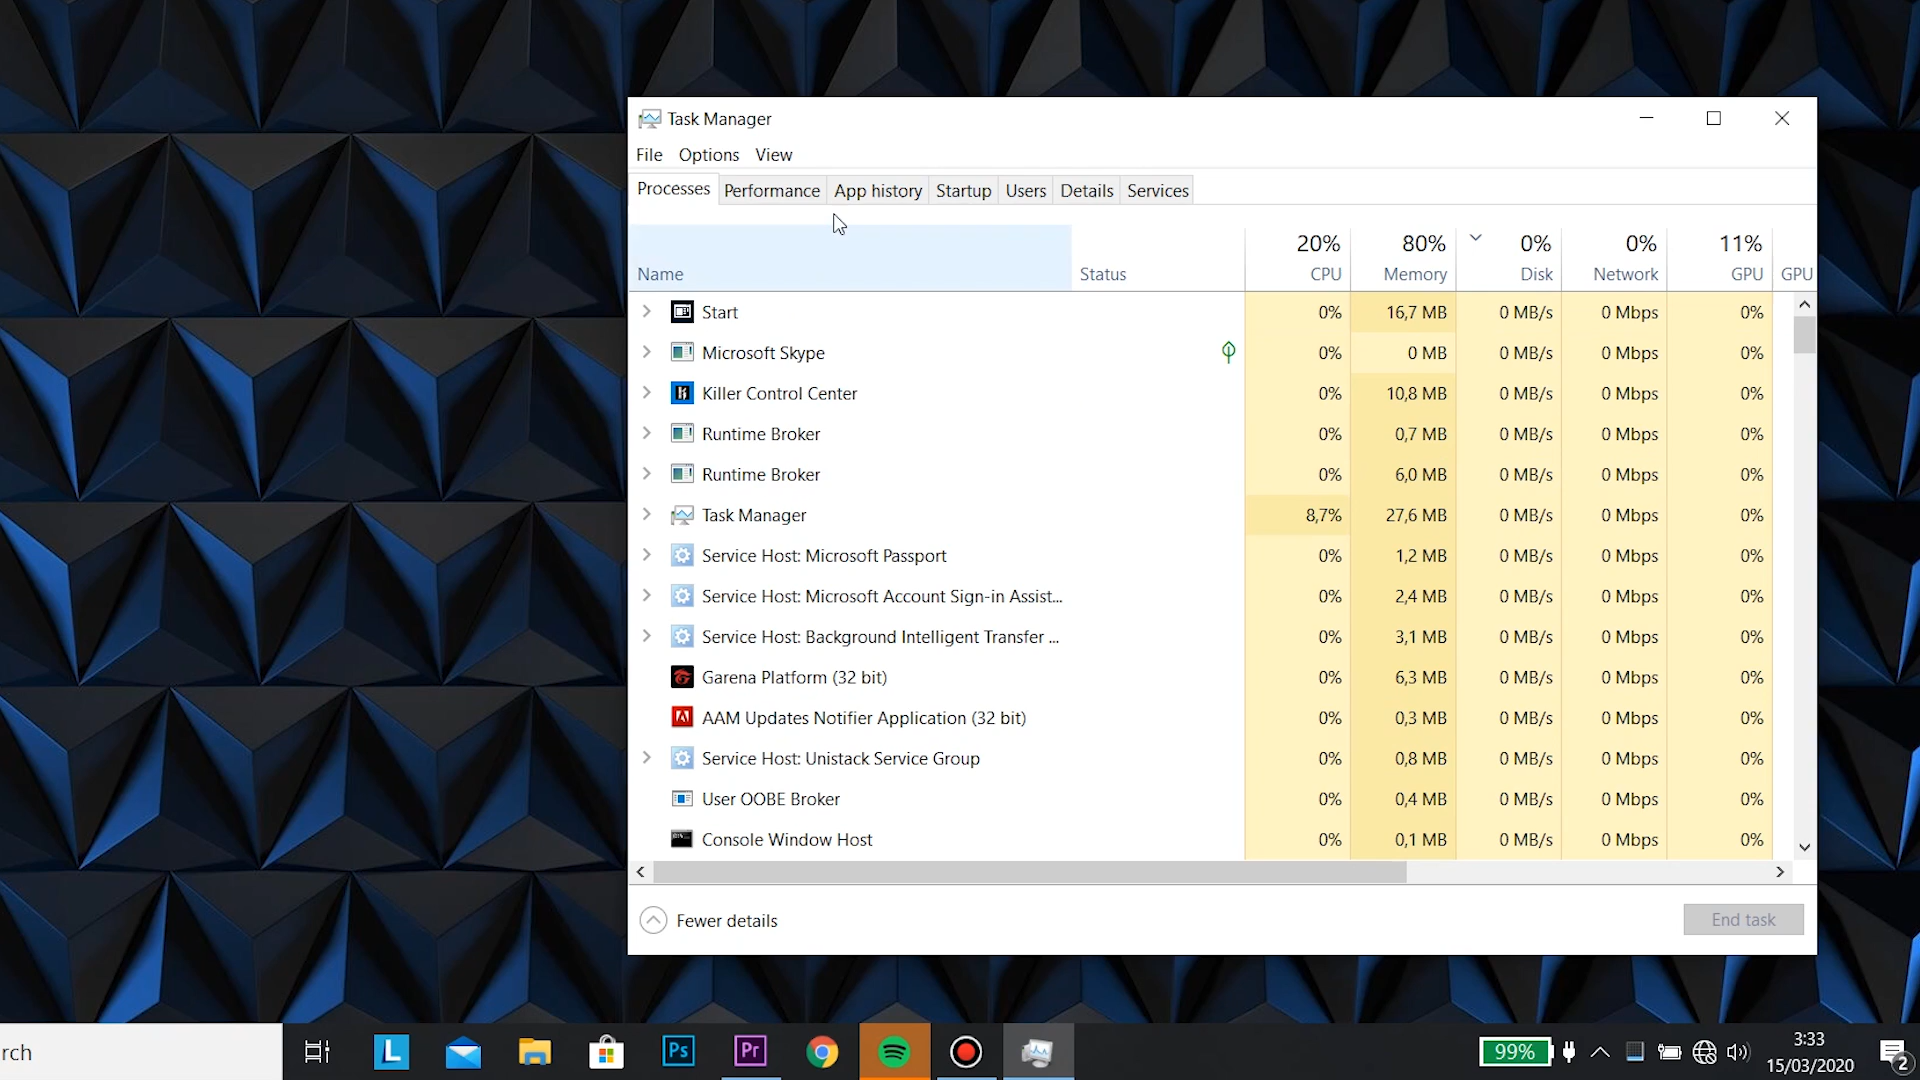 Task Manager
File Options View
Processes Performance App history Startup Users Details Services
20% 80% 0% 0% 11%
Name Status CPU Memory Disk Network GPU GPU
Start 0% 16,7 MB 0 MB/s 0 Mbps 0%
Microsoft Skype 0% 0 MB 0 MB/s 0 Mbps 0%
Killer Control Center 0% 10,8 MB 0 MB/s 0 Mbps 0%
Runtime Broker 0% 0,7 MB 0 MB/s 0 Mbps 0%
Runtime Broker 0% 6,0 MB 0 MB/s 0 Mbps 0%
Task Manager 8,7% 27,6 MB 0 MB/s 0 Mbps 0%
Service Host: Microsoft Passport 0% 1,2 MB 0 MB/s 0 Mbps 0%
Service Host: Microsoft Account Sign-in Assist... 0% 2,4 MB 0 MB/s 0 Mbps 0%
Service Host: Background Intelligent Transfer ... 0% 3,1 MB 0 MB/s 0 Mbps 0%
Garena Platform (32 bit) 0% 6,3 MB 0 MB/s 0 Mbps 0%
AAM Updates Notifier Application (32 bit) 0% 0,3 MB 0 MB/s 0 Mbps 0%
Service Host: Unistack Service Group 0% 0,8 MB 0 MB/s 0 Mbps 0%
User OOBE Broker 0% 0,4 MB 0 MB/s 0 Mbps 0%
Console Window Host 0% 0,1 MB 0 MB/s 0 Mbps 0%
Fewer details End task
rch L Ps Pr 99% 3:33
15/03/2020 2